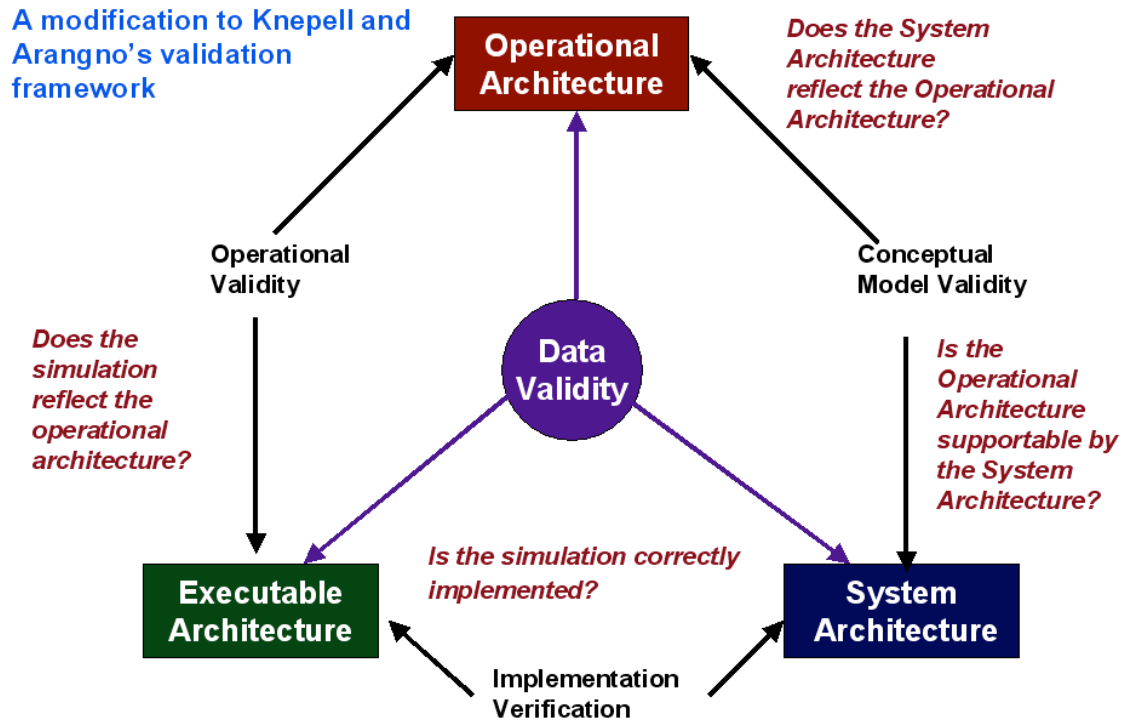 A modification to Knepell and
Arangno's validation
framework
Operational
Architecture
Does the System
Architecture
reflect the Operational
Architecture?
Operational
Validity
Conceptual
Model Validity
Does the
simulation
reflect the
operational
architecture?
Data
Validity
Is the
Operational
Architecture
supportable by
the System
Architecture?
Is the simulation correctly
implemented?
Executable
Architecture
System
Architecture
Implementation
Verification